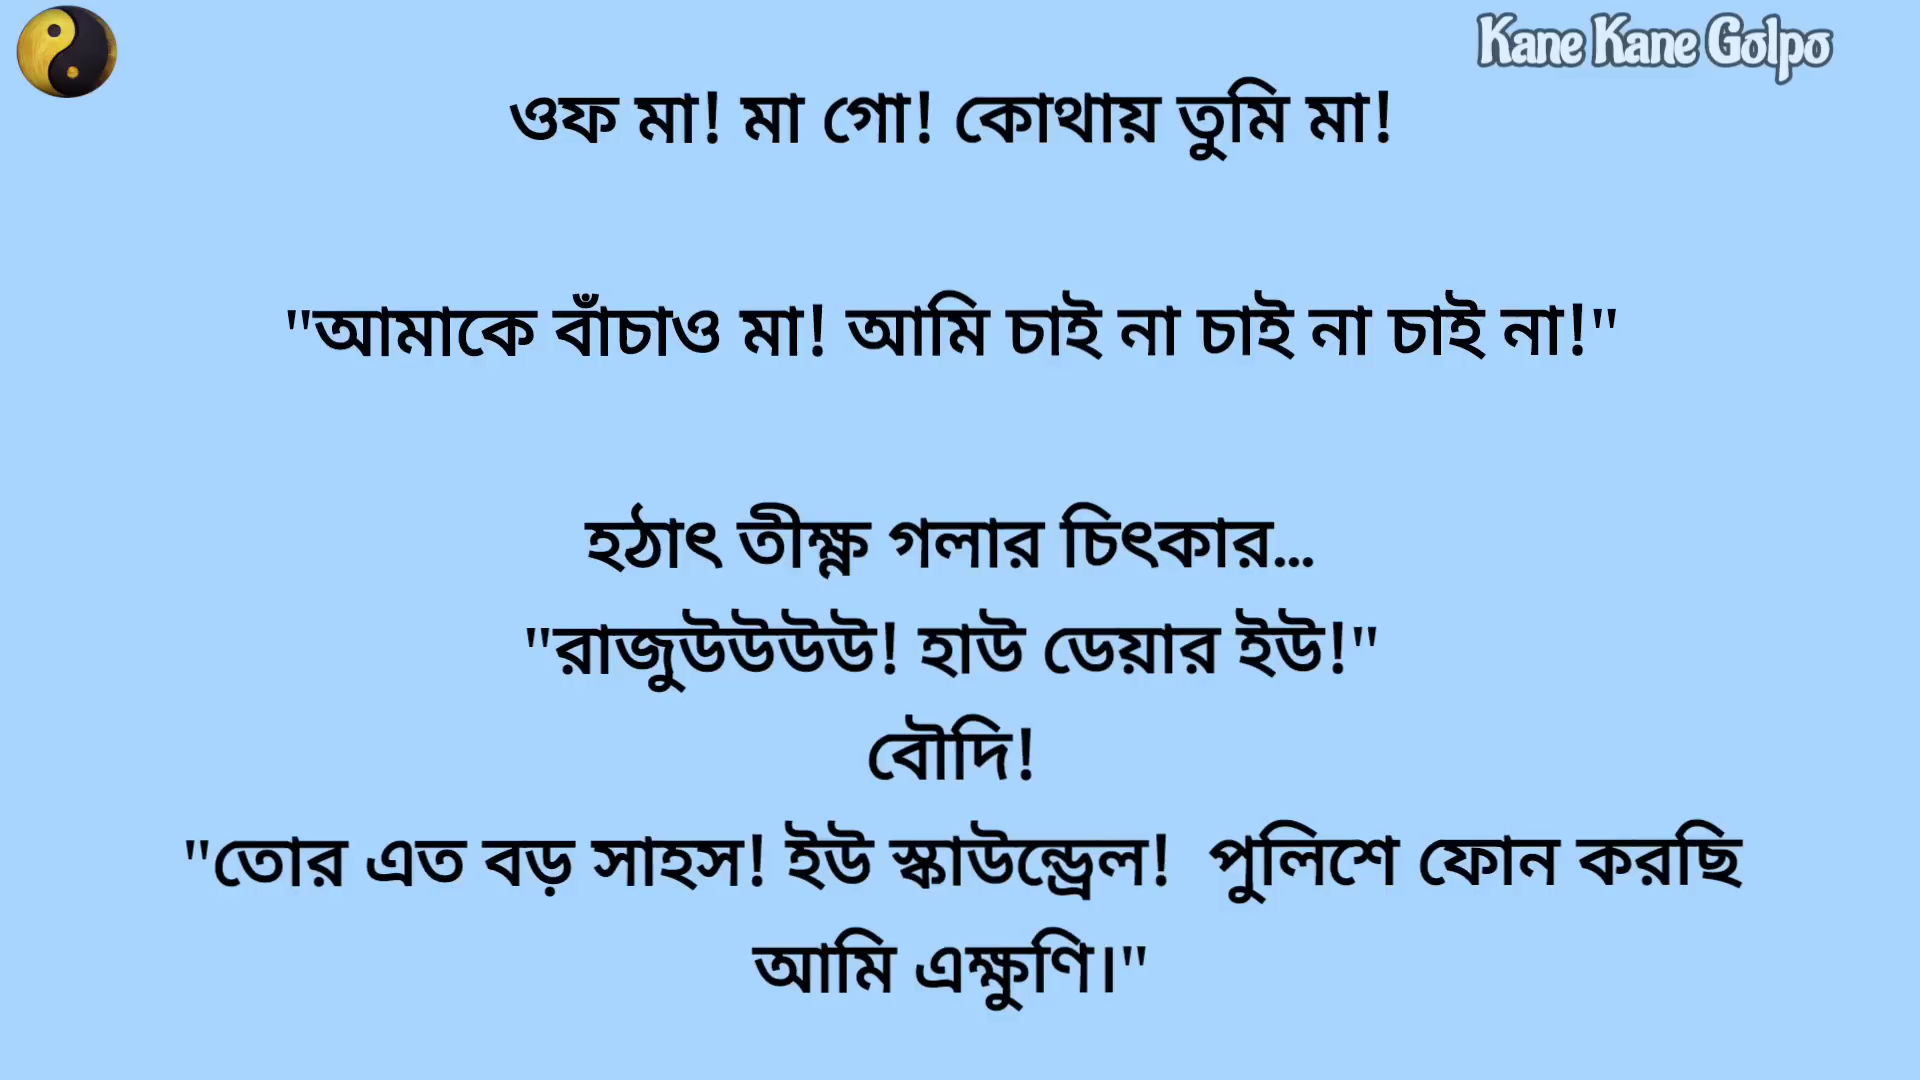 Kane Kane Golpo
ওফ মা! মা গো! কোথায় তুমি মা!
"আমাকে বাঁচাও মা! আমি চাই না চাই না চাই না!"
হঠাৎ তীক্ষ্ণ গলার চিৎকার...
"রাজুউউউউ! হাউ ডেয়ার ইউ!"
বৌদি!
"তোর এত বড় সাহস! ইউ স্কাউন্ড্রেল!  পুলিশে ফোন করছি
আমি এক্ষুণি।"